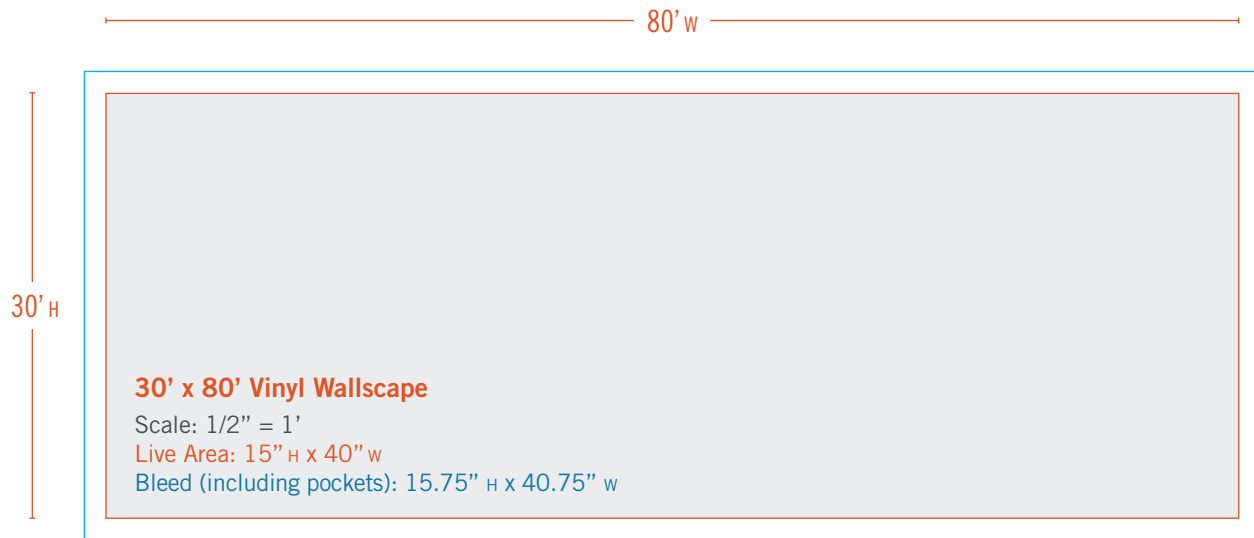 80’ W
30’ H
30’ x 80’ Vinyl Wallscape
Scale: 1/2” = 1’
Live Area: 15” H x 40” W
Bleed (including pockets): 15.75” H x 40.75” W